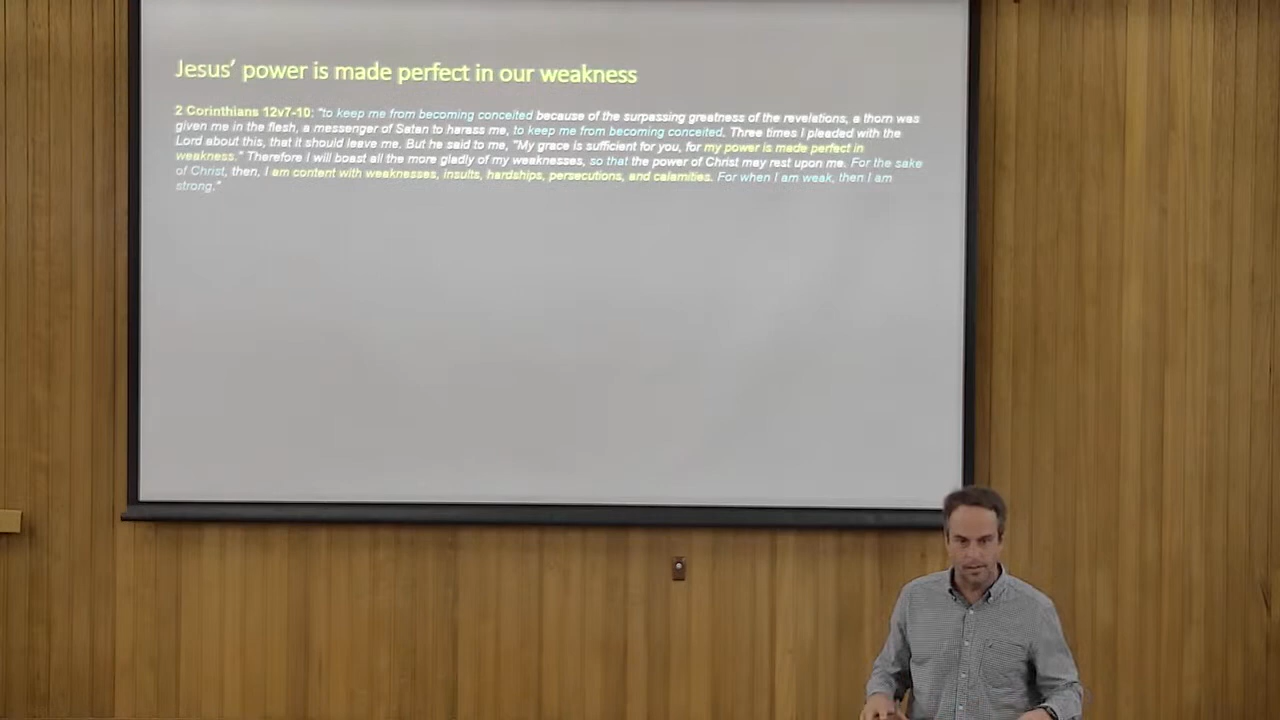 Jesus’ power is made perfect in our weakness
2 Corinthians 12v7-10: “to keep me from becoming conceited because of the surpassing greatness of the revelations, a thorn was
given me in the flesh, a messenger of Satan to harass me, to keep me from becoming conceited. Three times I pleaded with the
Lord about this, that it should leave me. But he said to me, “My grace is sufficient for you, for my power is made perfect in
weakness.” Therefore I will boast all the more gladly of my weaknesses, so that the power of Christ may rest upon me. For the sake
of Christ, then, I am content with weaknesses, insults, hardships, persecutions, and calamities. For when I am weak, then I am
strong.”